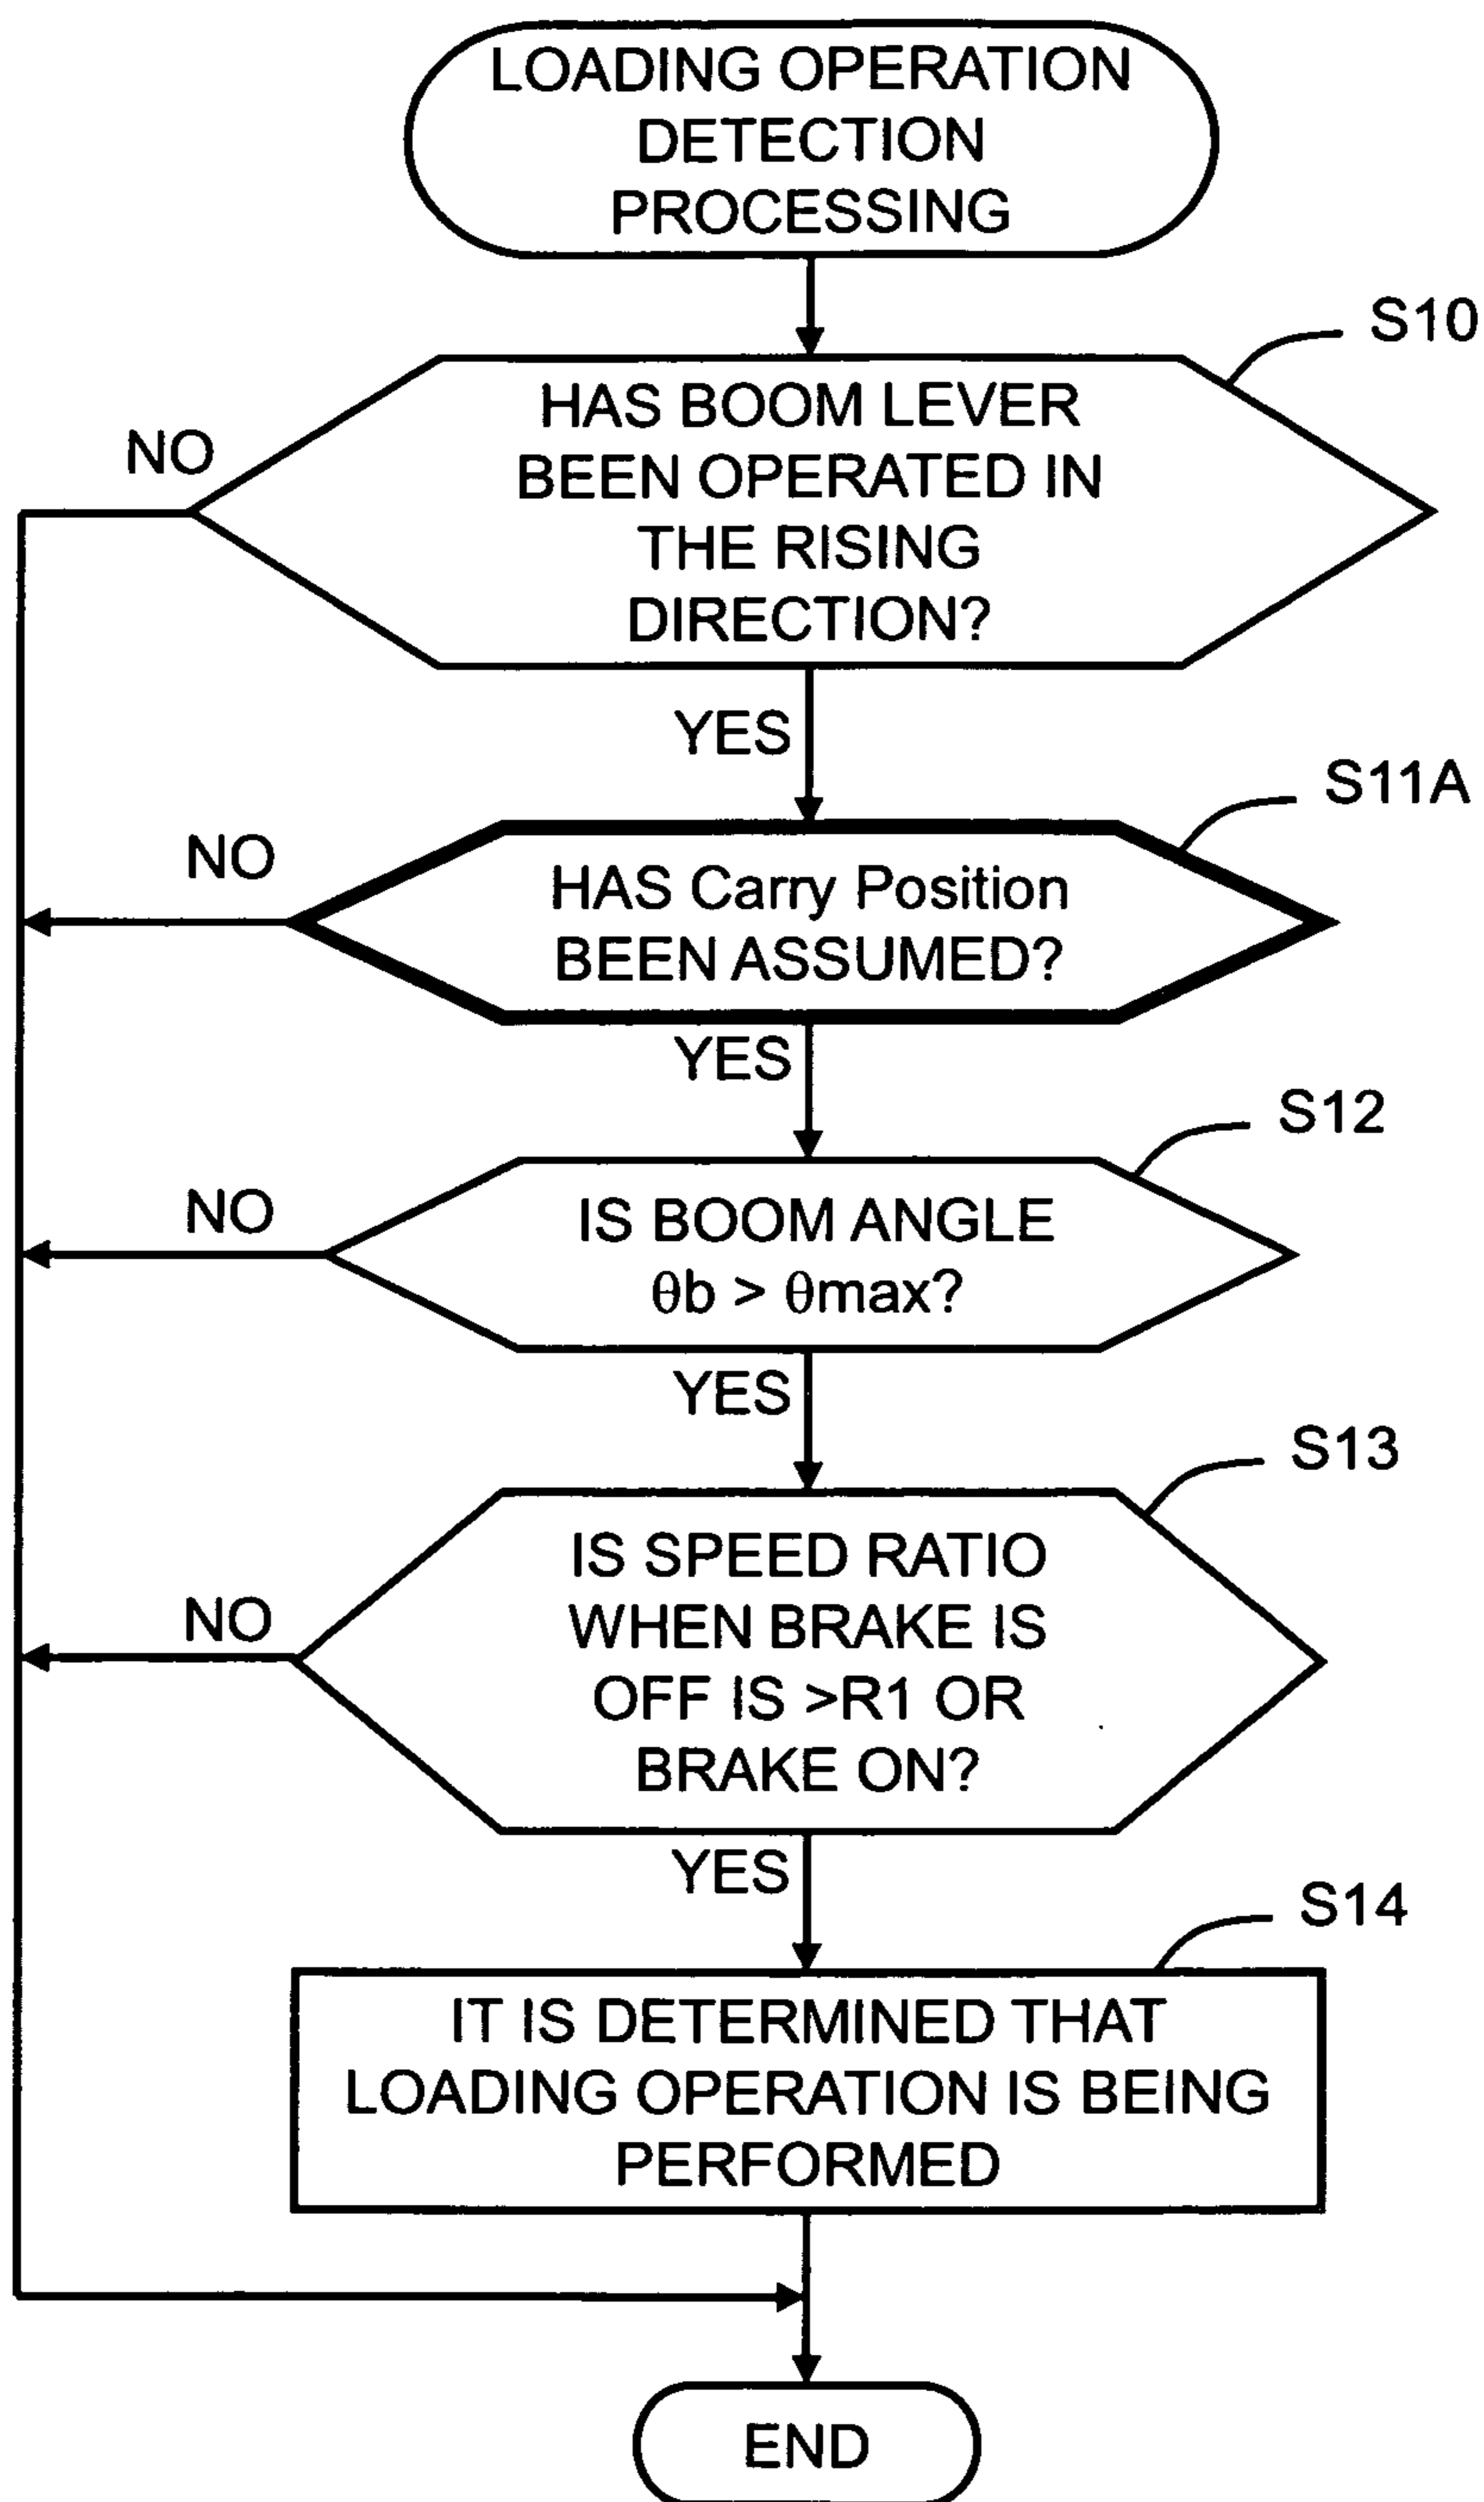 LOADING OPERATION
DETECTION
PROCESSING
S10
HAS BOOM LEVER
BEEN OPERATED IN
THE RISING
DIRECTION?
NO
YES
S11A
HAS Carry Position
BEEN ASSUMED?
NO
YES
S12
IS BOOM ANGLE
θb > θmax?
NO
YES
S13
IS SPEED RATIO
WHEN BRAKE IS
OFF IS >R1 OR
BRAKE ON?
NO
YES
S14
IT IS DETERMINED THAT
LOADING OPERATION IS BEING
PERFORMED
END